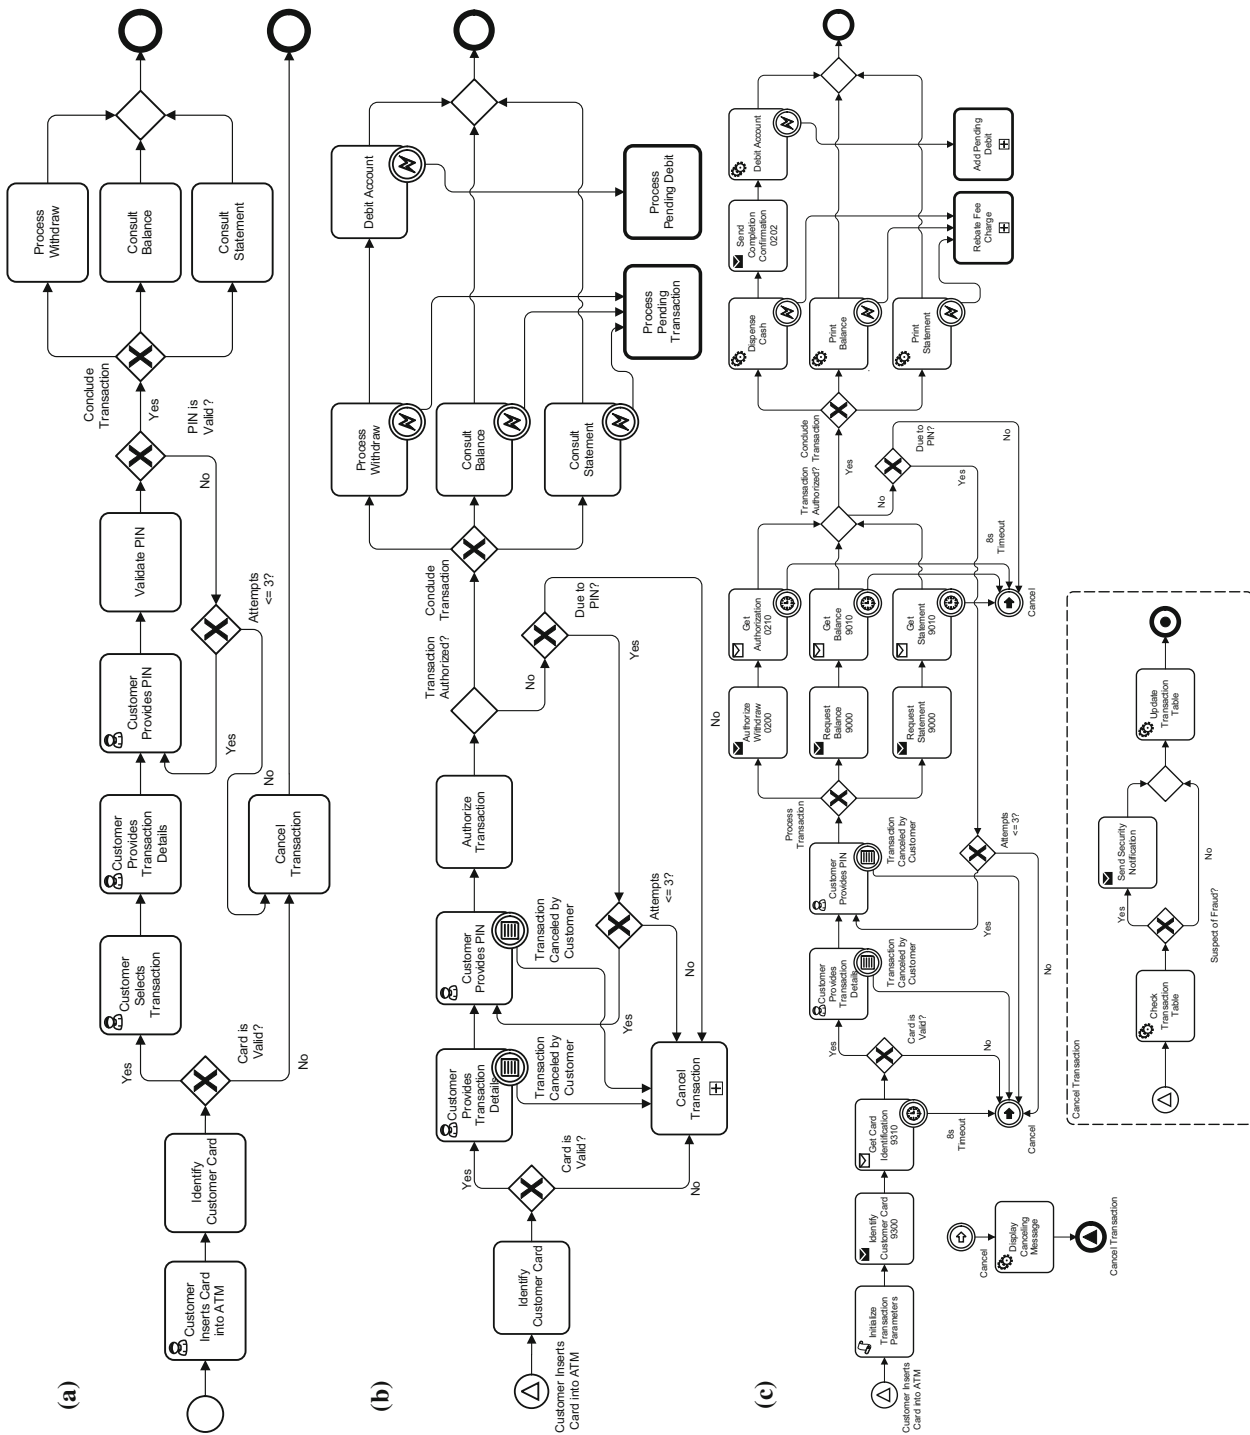 (a)
Customer
Inserts Card
into ATM
Identify
Customer Card
Card is
Valid?
Yes
No
Customer
Selects
Transaction
Customer
Provides
Transaction
Details
Customer
Provides PIN
Validate PIN
PIN is
Valid?
Yes
No
Attempts
<= 3?
Yes
No
Cancel
Transaction
Conclude
Transaction
Process
Withdraw
Consult
Balance
Consult
Statement
(b)
Customer Inserts
Card into ATM
Identify
Customer Card
Card is
Valid?
Yes
No
Customer
Provides
Transaction
Details
Transaction
Canceled by
Customer
Customer
Provides PIN
Transaction
Canceled by
Customer
Authorize
Transaction
Transaction
Authorized?
No
Due to
PIN?
Yes
No
Attempts
<= 3?
Yes
No
Cancel
Transaction
Conclude
Transaction
Process
Withdraw
Consult
Balance
Consult
Statement
Debit Account
Process
Pending
Transaction
Process
Pending Debit
(c)
Customer Inserts
Card into ATM
Initialize
Transaction
Parameters
Identify
Customer Card
9300
Get Card
Identification
9310
8s
Timeout
Card is
Valid?
Yes
No
Cancel
Customer
Provides
Transaction
Details
Transaction
Canceled by
Customer
Customer
Provides PIN
Transaction
Canceled by
Customer
Process
Transaction
Authorize
Withdraw
0200
Request
Balance
9000
Request
Statement
9000
Get
Authorization
0210
Get
Balance
9010
Get
Statement
9010
8s
Timeout
Cancel
Transaction
Authorized?
Yes
No
Due to
PIN?
Yes
No
Attempts
<= 3?
Yes
No
Conclude
Transaction
Dispense
Cash
Print
Balance
Print
Statement
Send
Completion
Confirmation
0202
Debit Account
Rebate Fee
Charge
Add Pending
Debit
Cancel
Display
Canceling
Message
Cancel Transaction
Cancel Transaction
Check
Transaction
Table
Suspect of Fraud?
Yes
No
Send Security
Notification
Update
Transaction
Table